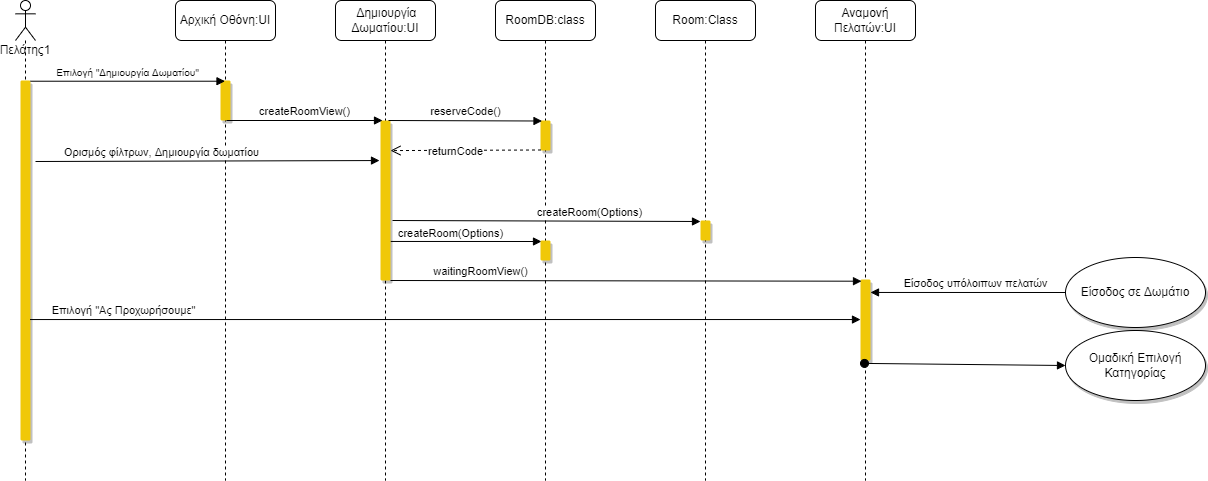 Πελάτης1
Αρχική Οθόνη:UI
Δημιουργία
Δωματίου:UI
RoomDB:class
Room:Class
Αναμονή
Πελατών:UI
Επιλογή "Δημιουργία Δωματίου"
createRoomView()
reserveCode()
returnCode
Ορισμός φίλτρων, Δημιουργία δωματίου
createRoom(Options)
createRoom(Options)
waitingRoomView()
Είσοδος υπόλοιπων πελατών
Είσοδος σε Δωμάτιο
Επιλογή "Ας Προχωρήσουμε"
Ομαδική Επιλογή
Κατηγορίας